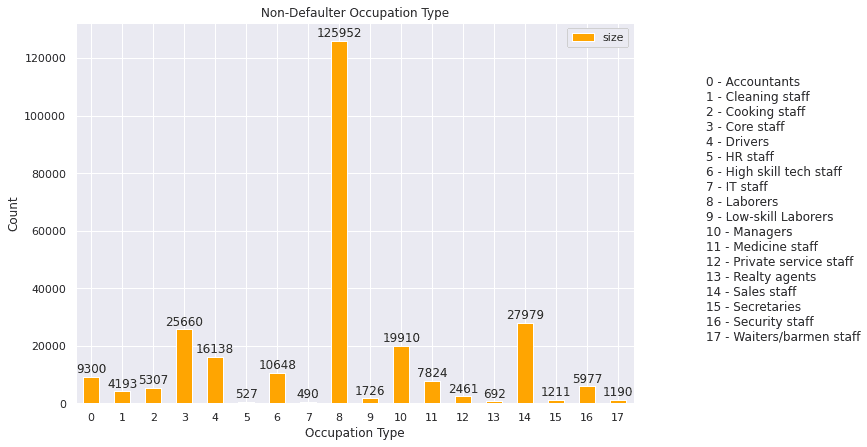 Non-Defaulter Occupation Type
size
125952
120000
100000
80000
60000
40000
20000
0
Count
9300
4193
5307
25660
16138
527
10648
490
1726
19910
7824
2461
692
27979
1211
5977
1190
0 1 2 3 4 5 6 7 8 9 10 11 12 13 14 15 16 17
Occupation Type
0 - Accountants
1 - Cleaning staff
2 - Cooking staff
3 - Core staff
4 - Drivers
5 - HR staff
6 - High skill tech staff
7 - IT staff
8 - Laborers
9 - Low-skill Laborers
10 - Managers
11 - Medicine staff
12 - Private service staff
13 - Realty agents
14 - Sales staff
15 - Secretaries
16 - Security staff
17 - Waiters/barmen staff